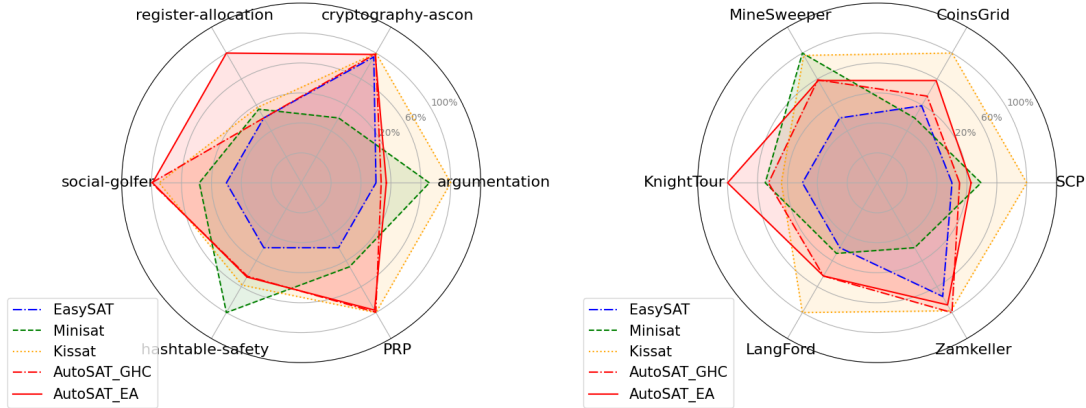 register-allocation
cryptography-ascon
social-golfer
argumentation
hashtable-safety
PRP
20%
60%
100%
EasySAT
Minisat
Kissat
AutoSAT_GHC
AutoSAT_EA
MineSweeper
CoinsGrid
KnightTour
SCP
LangFord
Zamkeller
20%
60%
100%
EasySAT
Minisat
Kissat
AutoSAT_GHC
AutoSAT_EA